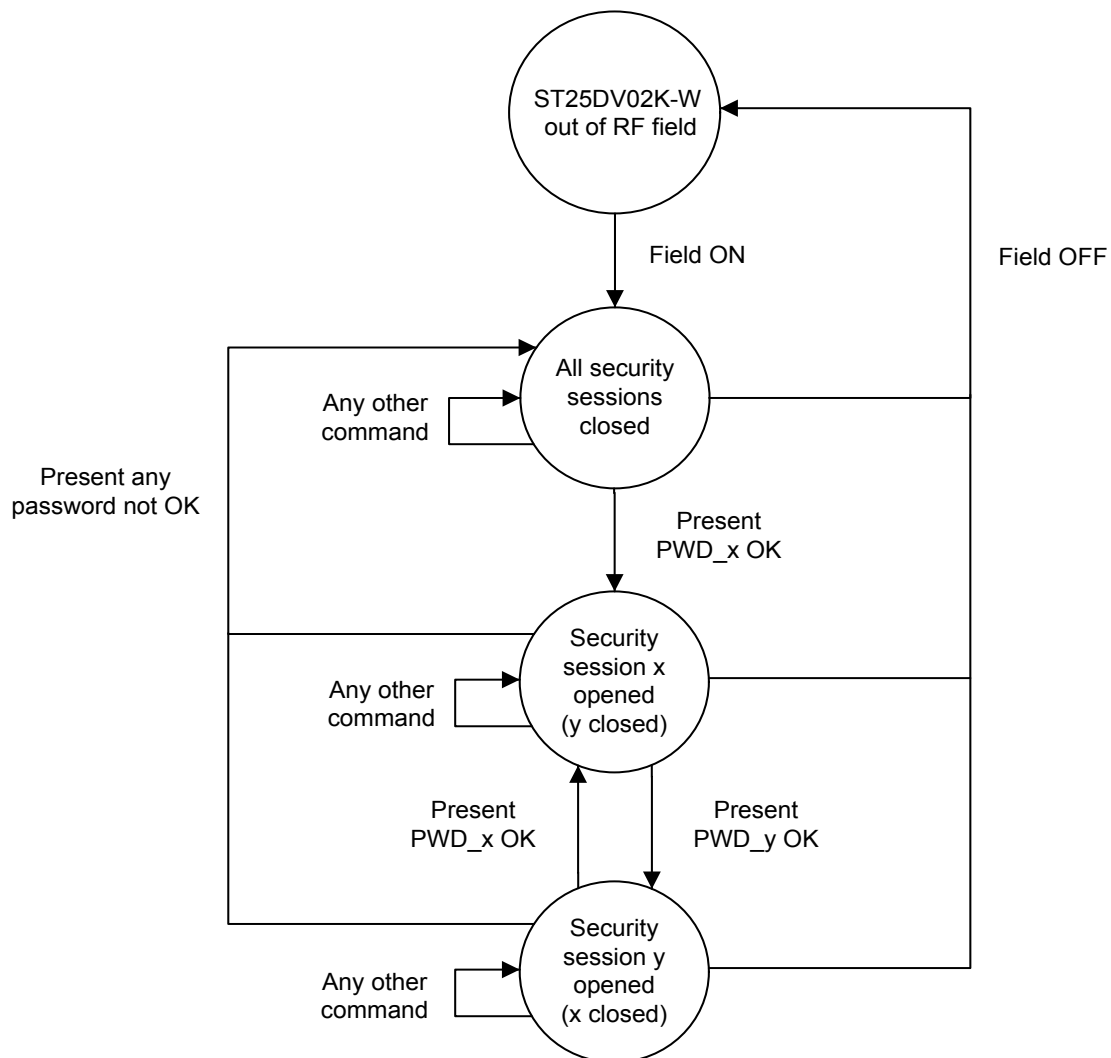 ST25DV02K-W
out of RF field
Field ON
Field OFF
All security
sessions
closed
Any other
command
Present any
password not OK
Present
PWD_x OK
Security
session x
opened
(y closed)
Any other
command
Present
PWD_x OK
Present
PWD_y OK
Security
session y
opened
(x closed)
Any other
command